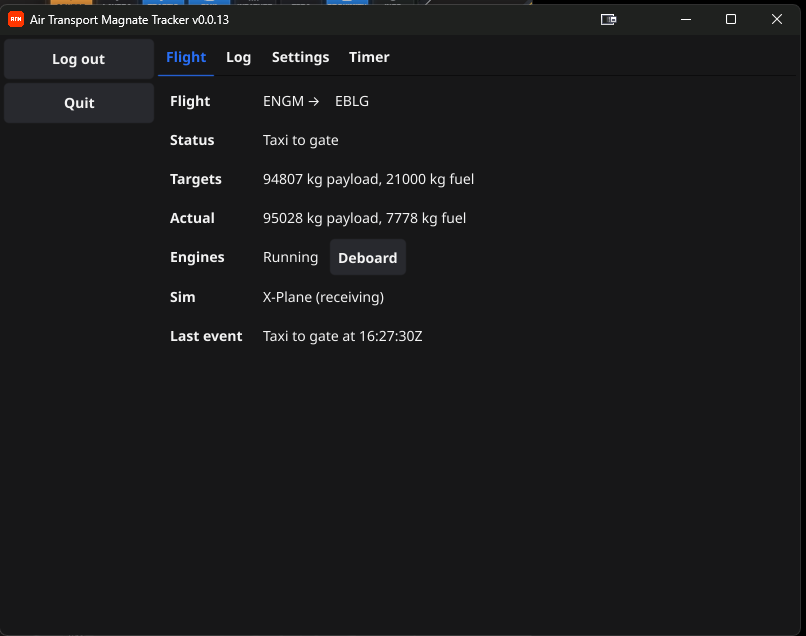 ATM Air Transport Magnate Tracker v0.0.13
Log out
Quit
Flight Log Settings Timer
Flight ENGM → EBLG
Status Taxi to gate
Targets 94807 kg payload, 21000 kg fuel
Actual 95028 kg payload, 7778 kg fuel
Engines Running Deboard
Sim X-Plane (receiving)
Last event Taxi to gate at 16:27:30Z